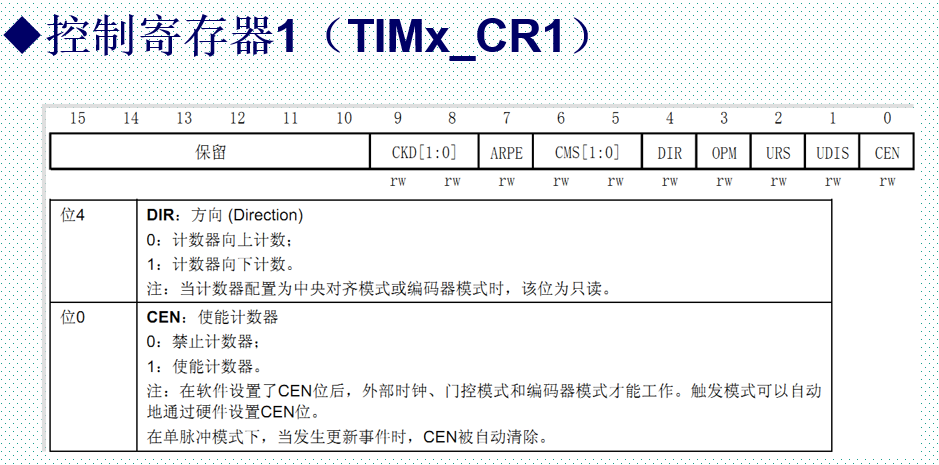 ◆控制寄存器1（TIMx_CR1）
15 14 13 12 11 10 9 8 7 6 5 4 3 2 1 0
保留 CKD[1:0] ARPE CMS[1:0] DIR OPM URS UDIS CEN
rw rw rw rw rw rw rw rw rw rw
位4 DIR：方向 (Direction)
0：计数器向上计数；
1：计数器向下计数。
注：当计数器配置为中央对齐模式或编码器模式时，该位为只读。
位0 CEN：使能计数器
0：禁止计数器；
1：使能计数器。
注：在软件设置了CEN位后，外部时钟、门控模式和编码器模式才能工作。触发模式可以自动
地通过硬件设置CEN位。
在单脉冲模式下，当发生更新事件时，CEN被自动清除。